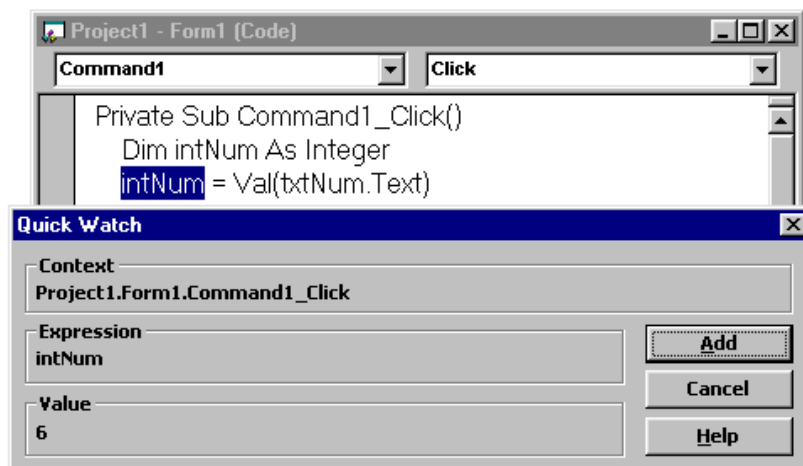 Project1 - Form1 (Code)
Command1 Click
Private Sub Command1_Click()
Dim intNum As Integer
intNum = Val(txtNum.Text)
Quick Watch
Context
Project1.Form1.Command1_Click
Expression
intNum
Add
Cancel
Value
6
Help